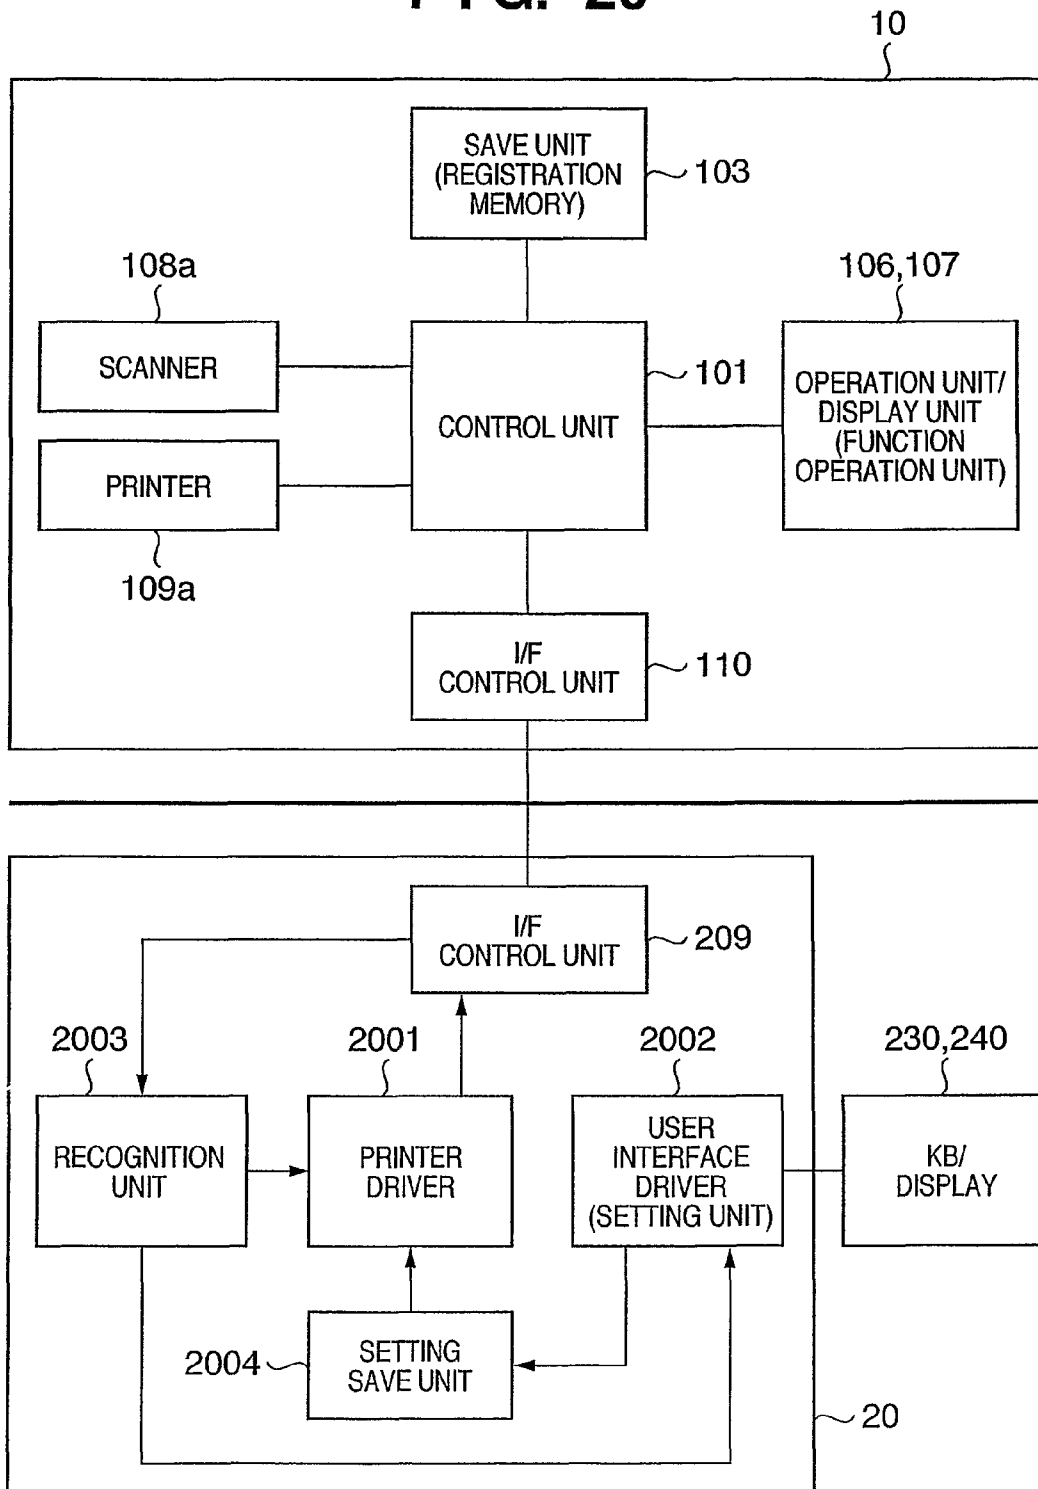 10
SAVE UNIT
(REGISTRATION
MEMORY)
103
108a
106,107
SCANNER
CONTROL UNIT
101
OPERATION UNIT/
DISPLAY UNIT
(FUNCTION
OPERATION UNIT)
PRINTER
109a
I/F
CONTROL UNIT
110
I/F
CONTROL UNIT
209
2003
2001
2002
230,240
RECOGNITION
UNIT
PRINTER
DRIVER
USER
INTERFACE
DRIVER
(SETTING UNIT)
KB/
DISPLAY
2004
SETTING
SAVE UNIT
20